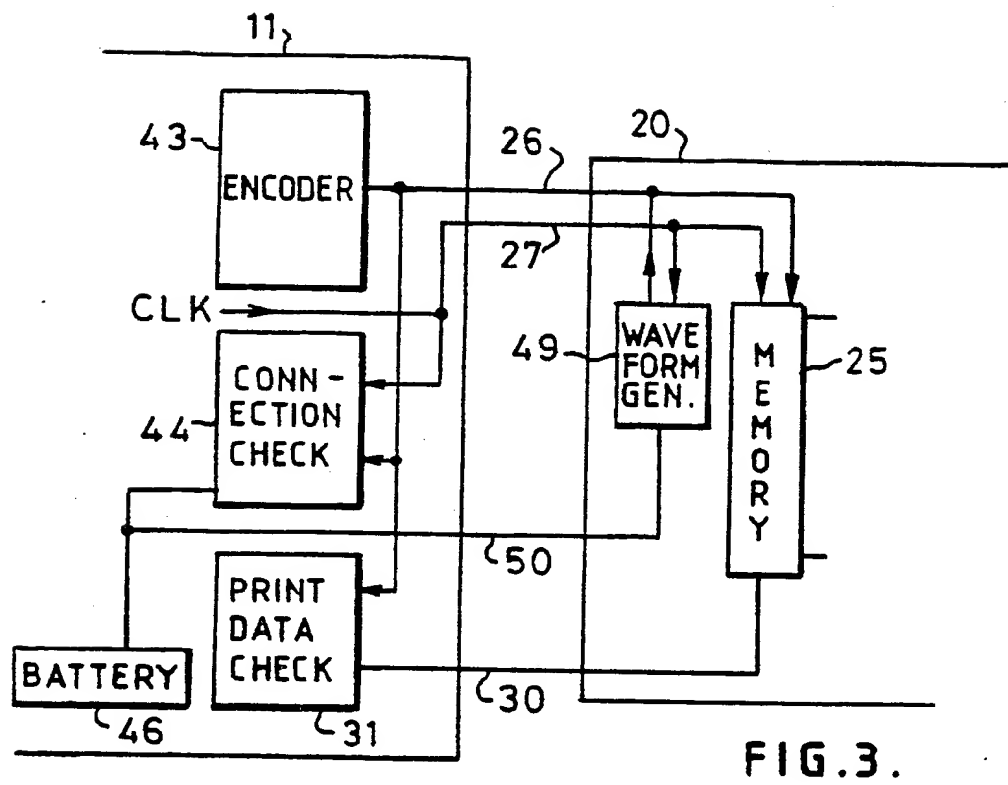 11
43
ENCODER
26
20
27
CLK
49
WAVE
FORM
GEN.
MEMORY
25
CONN-
ECTION
CHECK
44
50
PRINT
DATA
CHECK
BATTERY
46
31
30
FIG.3.